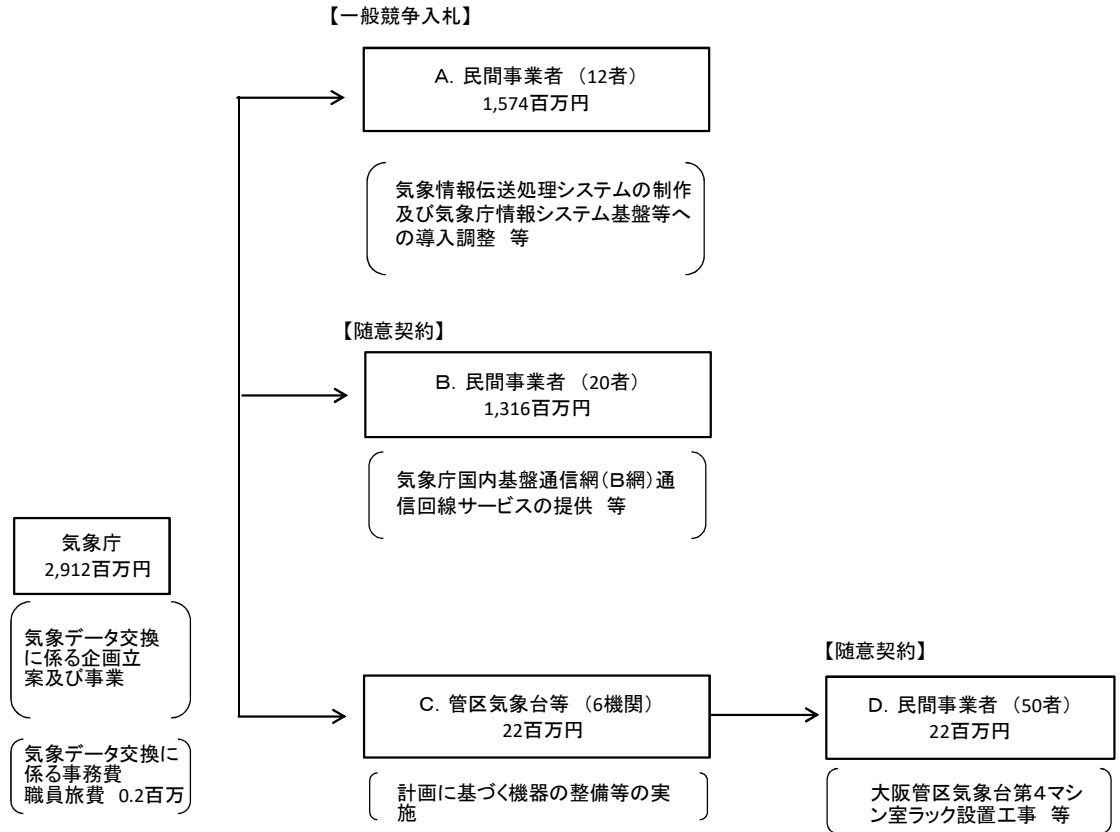 【一般競争入札】
A. 民間事業者 (12者)
1,574百万円
気象情報伝送処理システムの制作
及び気象庁情報システム基盤等へ
の導入調整 等
【随意契約】
B. 民間事業者 (20者)
1,316百万円
気象庁国内基盤通信網(B網)通
信回線サービスの提供 等
気象庁
2,912百万円
気象データ交換
に係る企画立
案及び事業
気象データ交換に
係る事務費
職員旅費 0.2百万
C. 管区気象台等 (6機関)
22百万円
計画に基づく機器の整備等の実
施
【随意契約】
D. 民間事業者 (50者)
22百万円
大阪管区気象台第4マシ
ン室ラック設置工事 等